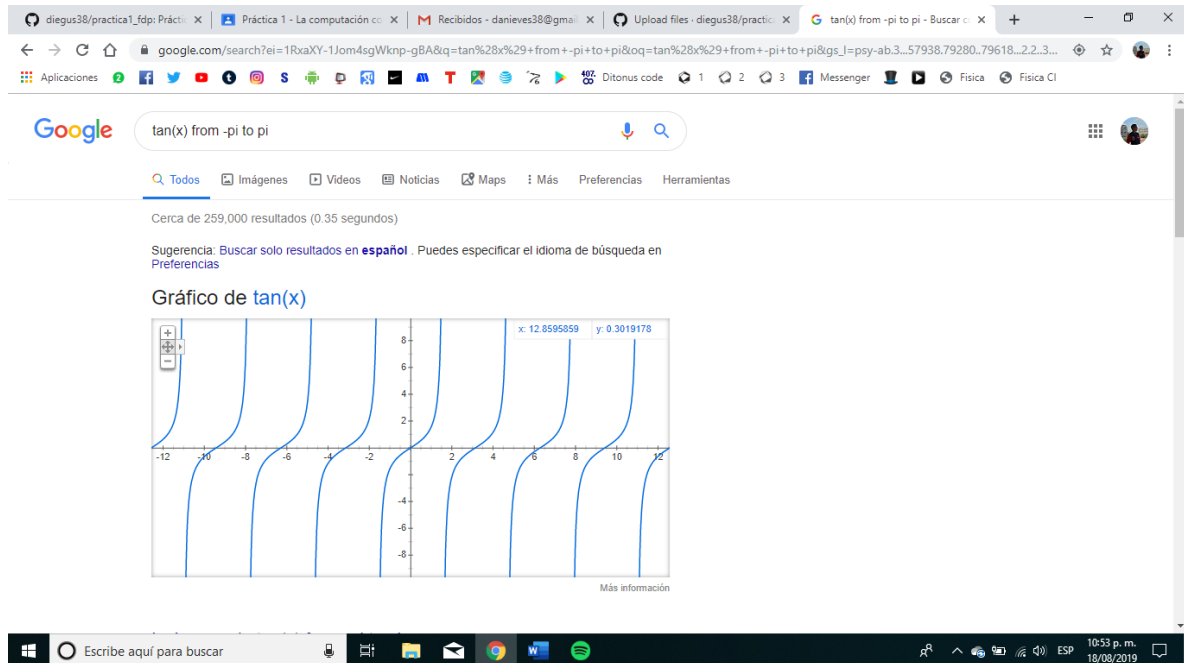 diegus38/practica1_fdp: Prácti
Práctica 1 - La computación co
Recibidos - danieves38@gmail
Upload files · diegus38/practic
tan(x) from -pi to pi - Buscar c
google.com/search?ei=1RxaXY-1Jom4sgWknp-gBA&q=tan%28x%29+from+-pi+to+pi&oq=tan%28x%29+from+-pi+to+pi&gs_l=psy-ab.3...57938.79280..79618...2.2..3...
Aplicaciones
Ditonus code
1
2
3
Messenger
Fisica
Fisica Cl
Google
tan(x) from -pi to pi
Todos
Imágenes
Videos
Noticias
Maps
Más
Preferencias
Herramientas
Cerca de 259,000 resultados (0.35 segundos)
Sugerencia: Buscar solo resultados en español . Puedes especificar el idioma de búsqueda en
Preferencias
Gráfico de tan(x)
x: 12.8595859 y: 0.3019178
8
6
4
2
-12 -10 -8 -6 -4 -2 2 4 6 8 10 12
-4
-6
-8
Más información
Escribe aquí para buscar
ESP
10:53 p. m.
18/08/2019